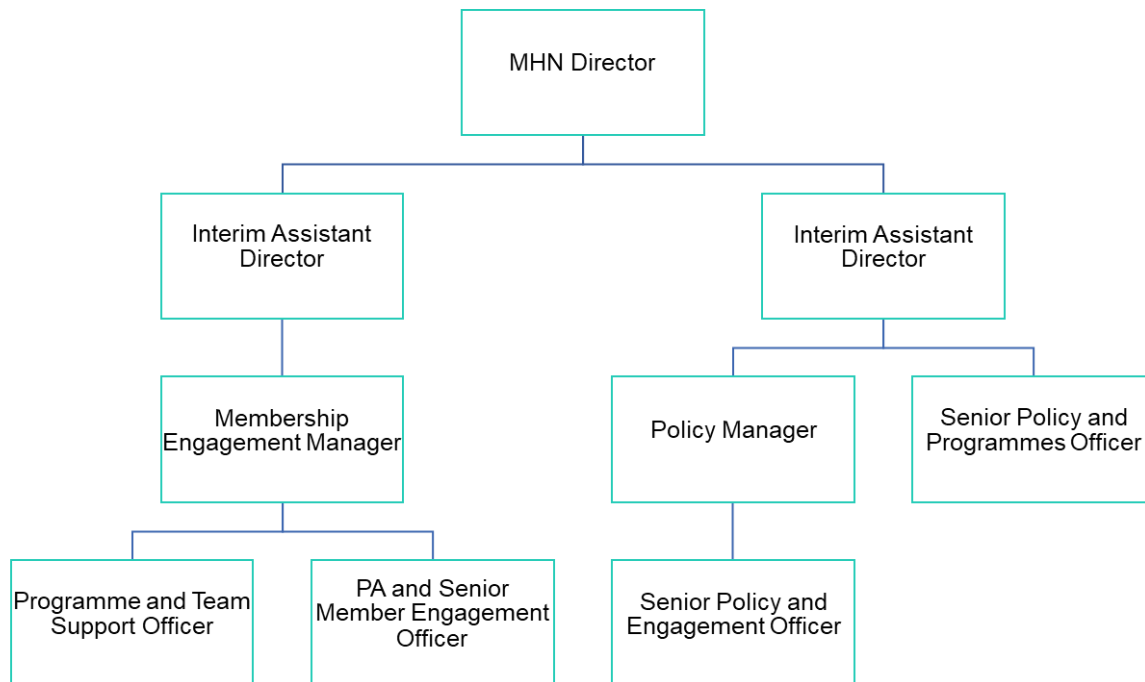 MHN Director
Interim Assistant
Director
Interim Assistant
Director
Membership
Engagement Manager
Policy Manager
Senior Policy and
Programmes Officer
Programme and Team
Support Officer
PA and Senior
Member Engagement
Officer
Senior Policy and
Engagement Officer